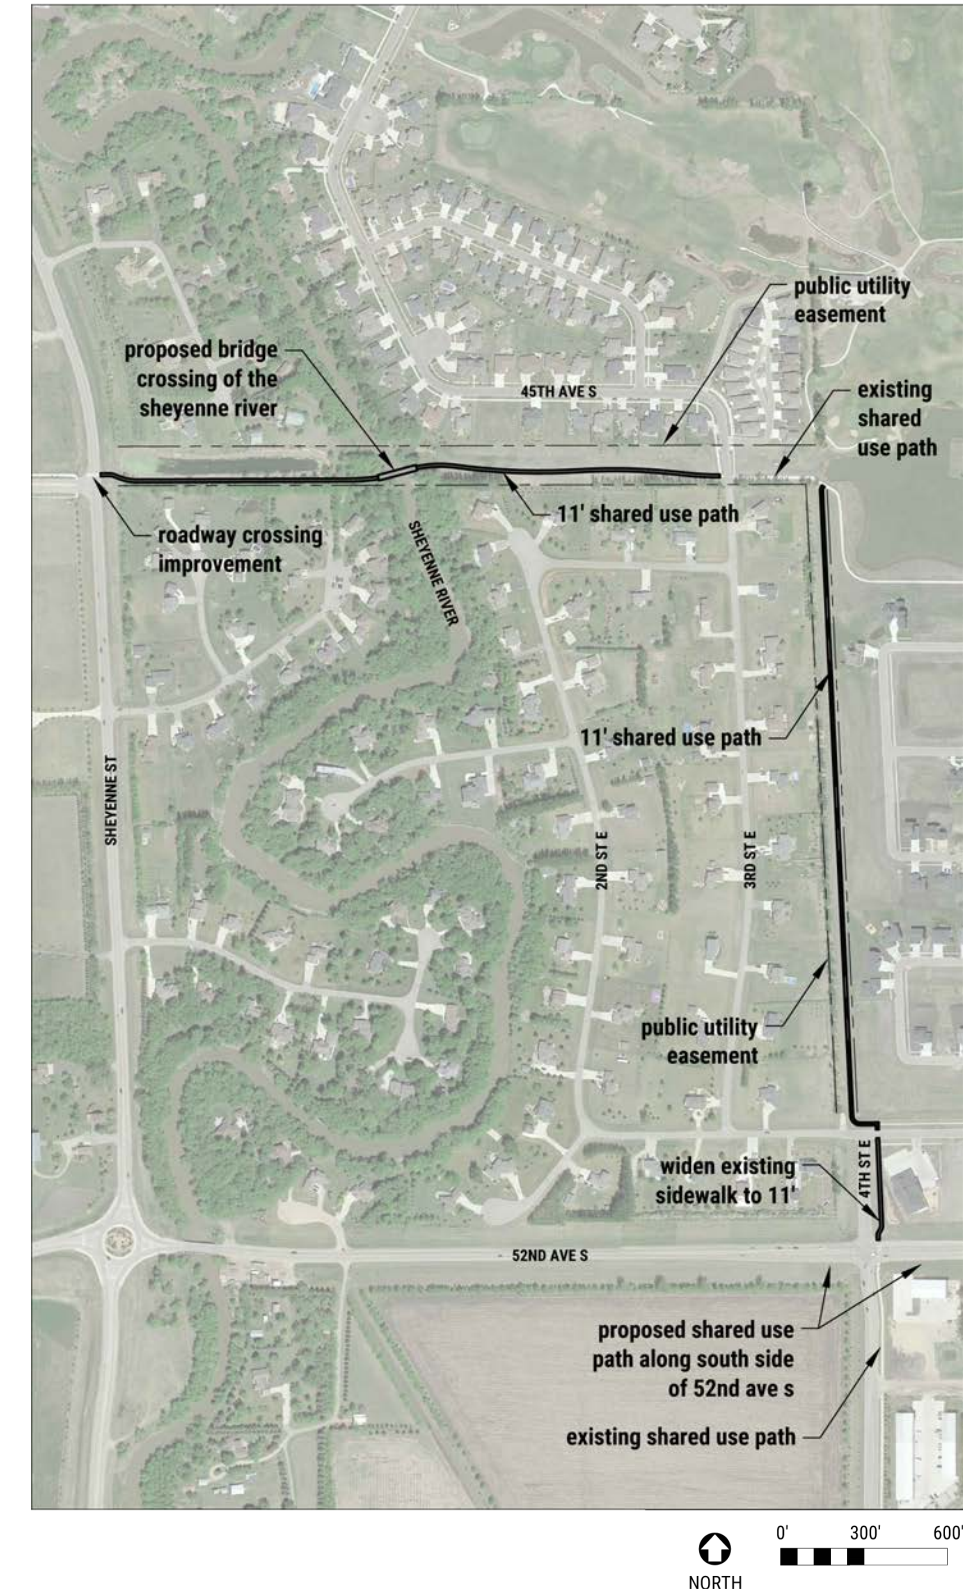 public utility
easement
proposed bridge
crossing of the
sheyenne river
45TH AVE S
existing
shared
use path
11' shared use path
roadway crossing
improvement
SHEYENNE RIVER
11' shared use path
SHEYENNE ST
2ND ST E
3RD ST E
public utility
easement
widen existing
sidewalk to 11'
4TH ST E
52ND AVE S
proposed shared use
path along south side
of 52nd ave s
existing shared use path
0' 300' 600'
NORTH